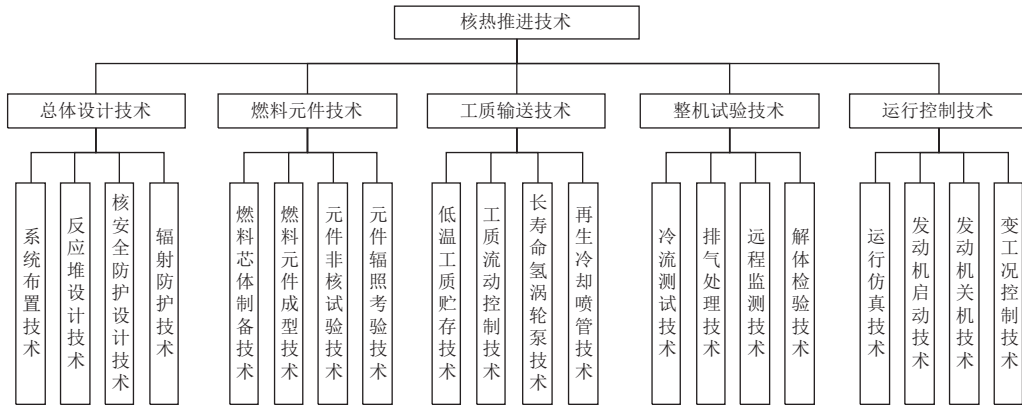 核热推进技术
总体设计技术
燃料元件技术
工质输送技术
整机试验技术
运行控制技术
系统布置技术
反应堆设计技术
核安全防护设计技术
辐射防护技术
燃料芯体制备技术
燃料元件成型技术
元件非核试验技术
元件辐照考验技术
低温工质贮存技术
工质流动控制技术
长寿命氢涡轮泵技术
再生冷却喷管技术
冷流测试技术
排气处理技术
远程监测技术
解体检验技术
运行仿真技术
发动机启动技术
发动机关机技术
变工况控制技术